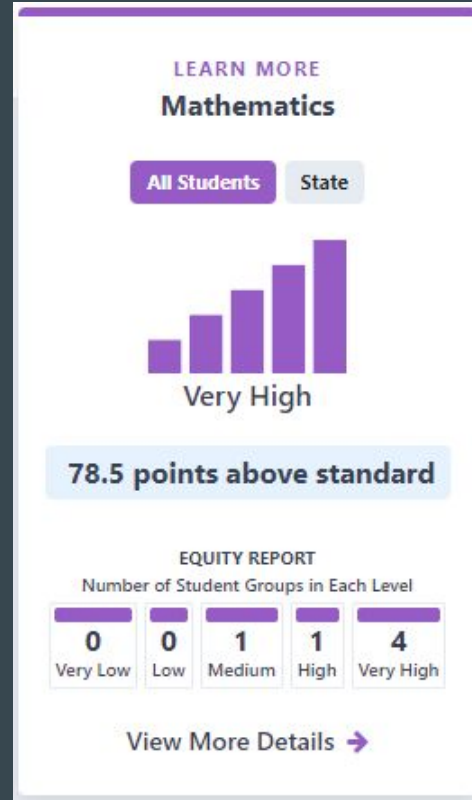 LEARN MORE
Mathematics
All Students State
Very High
78.5 points above standard
EQUITY REPORT
Number of Student Groups in Each Level
0 0 1 1 4
Very Low Low Medium High Very High
View More Details